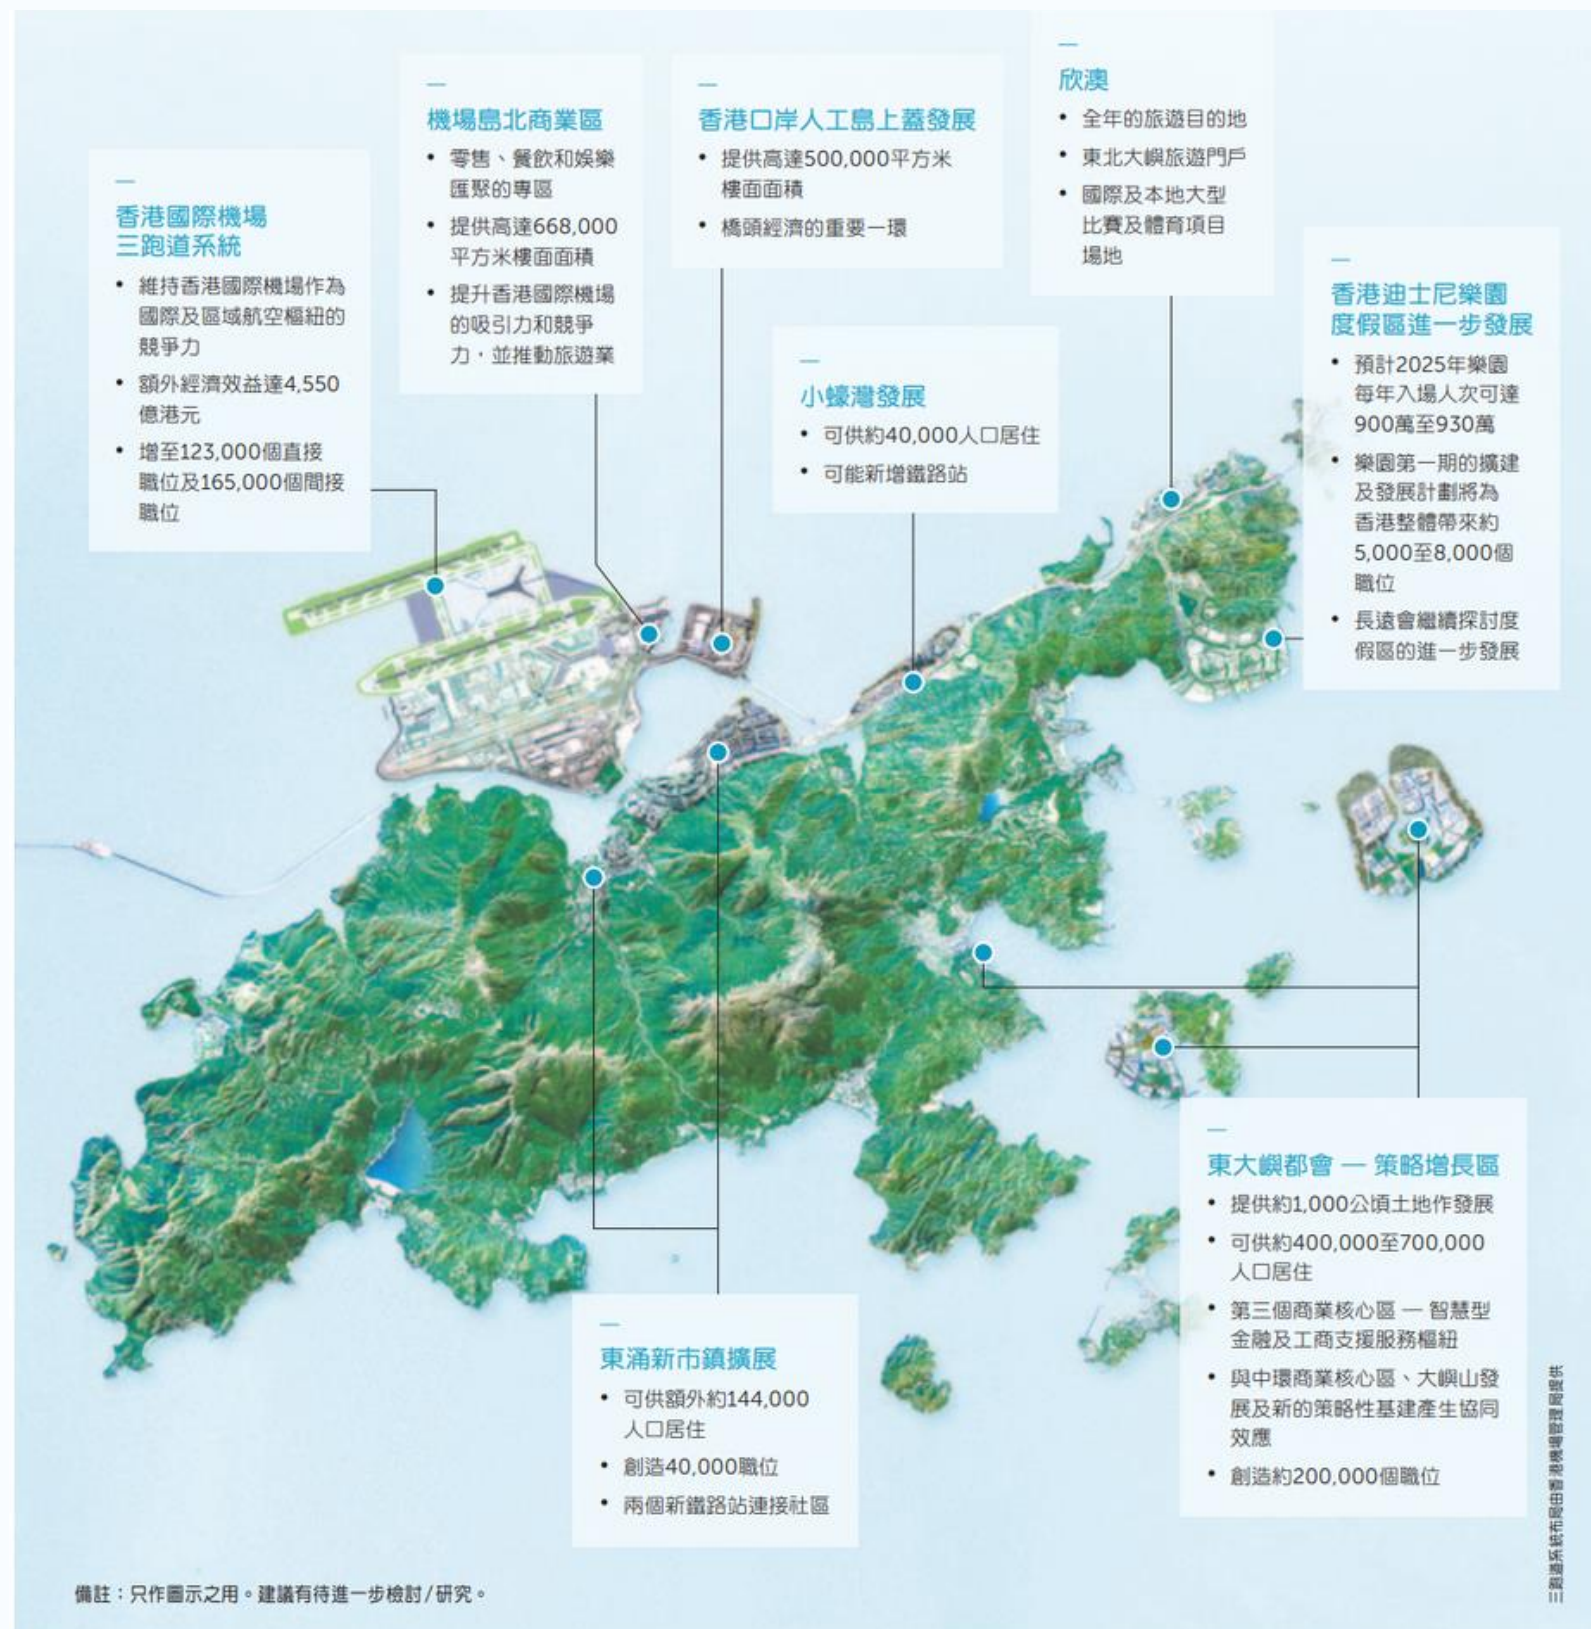 香港國際機場
三跑道系統
• 維持香港國際機場作為
國際及區域航空樞紐的
競爭力
• 額外經濟效益達4,550
億港元
• 增至123,000個直接
職位及165,000個間接
職位
機場島北商業區
• 零售、餐飲和娛樂
匯聚的專區
• 提供高達668,000
平方米樓面面積
• 提升香港國際機場
的吸引力和競爭
力，並推動旅遊業
香港口岸人工島上蓋發展
• 提供高達500,000平方米
樓面面積
• 橋頭經濟的重要一環
欣澳
• 全年的旅遊目的地
• 東北大嶼旅遊門戶
• 國際及本地大型
比賽及體育項目
場地
小蠔灣發展
• 可供約40,000人口居住
• 可能新增鐵路站
香港迪士尼樂園
度假區進一步發展
• 預計2025年樂園
每年入場人次可達
900萬至930萬
• 樂園第一期的擴建
及發展計劃將為
香港整體帶來約
5,000至8,000個
職位
• 長遠會繼續探討度
假區的進一步發展
東大嶼都會 — 策略增長區
• 提供約1,000公頃土地作發展
• 可供約400,000至700,000
人口居住
• 第三個商業核心區 — 智慧型
金融及工商支援服務樞紐
• 與中環商業核心區、大嶼山發
展及新的策略性基建產生協同
效應
• 創造約200,000個職位
東涌新市鎮擴展
• 可供額外約144,000
人口居住
• 創造40,000職位
• 兩個新鐵路站連接社區
備註：只作圖示之用。建議有待進一步檢討/研究。
三跑道系統布局由香港機場管理局提供